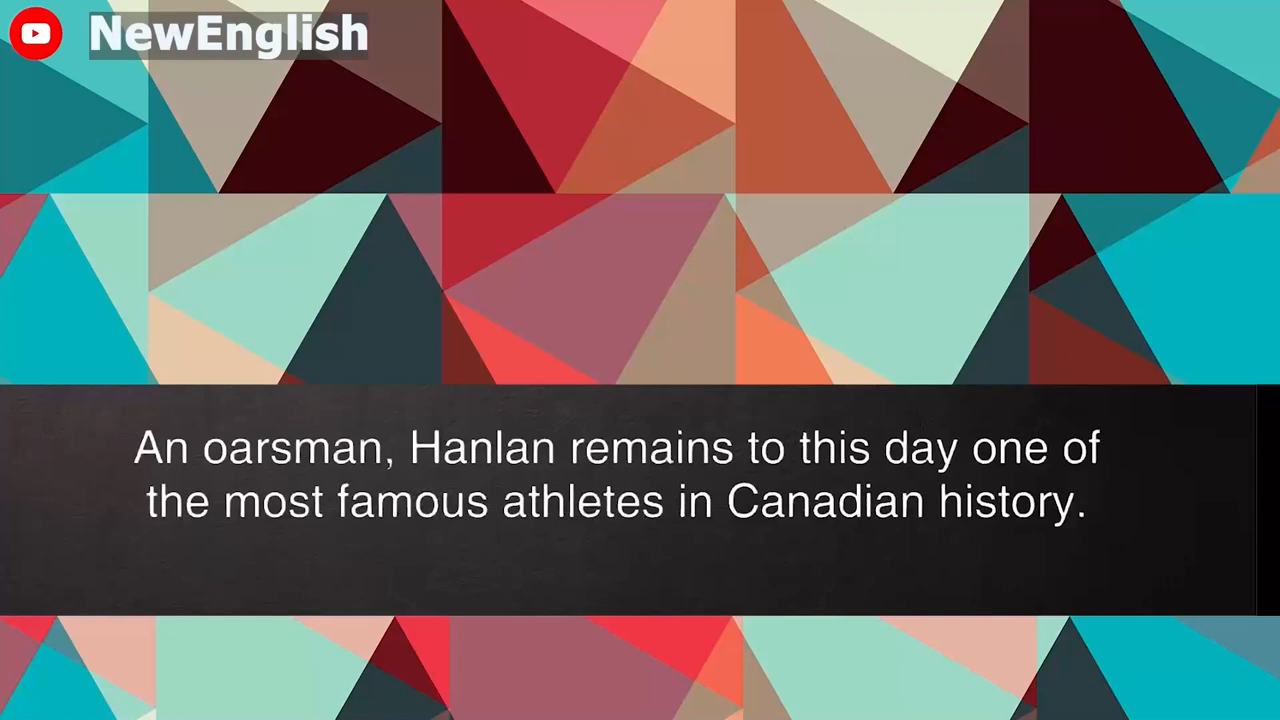 NewEnglish
An oarsman, Hanlan remains to this day one of
the most famous athletes in Canadian history.